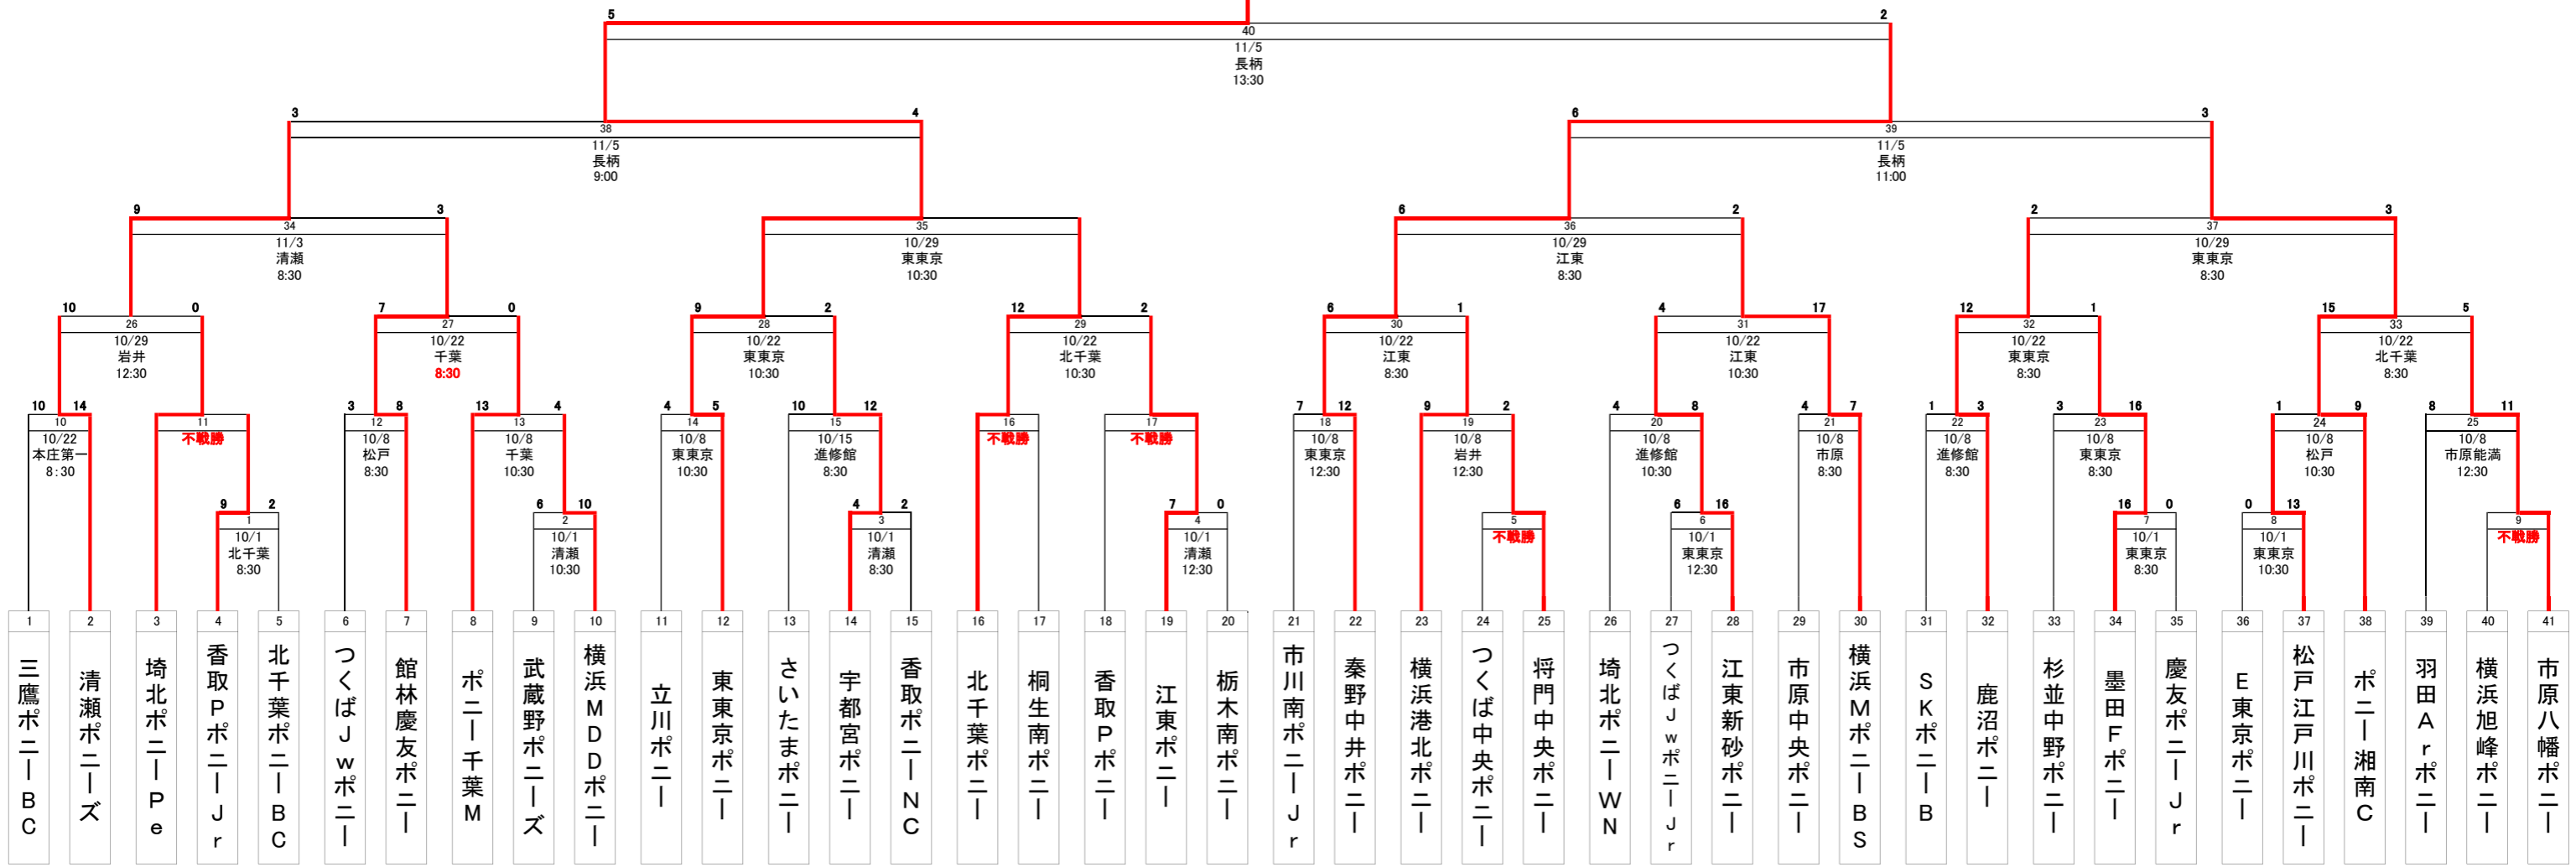 5 2
40
11/5
長柄
13:30
3 4 6 3
38 39
11/5 11/5
長柄 長柄
9:00 11:00
9 3 6 2 2 3
34 35 36 37
11/3 10/29 10/29 10/29
清瀬 東東京 江東 東東京
8:30 10:30 8:30 8:30
10 0 7 0 9 2 12 2 6 1 4 17 12 1 15 5
26 27 28 29 30 31 32 33
10/29 10/22 10/22 10/22 10/22 10/22 10/22 10/22
岩井 千葉 東東京 北千葉 江東 江東 東東京 北千葉
12:30 8:30 10:30 10:30 8:30 10:30 8:30 8:30
10 14 3 8 13 4 4 5 10 12 7 12 9 2 4 8 4 7 1 3 3 16 1 9 8 11
10 11 12 13 14 15 16 17 18 19 20 21 22 23 24 25
10/22 不戦勝 10/8 10/8 10/8 10/15 不戦勝 不戦勝 10/8 10/8 10/8 10/8 10/8 10/8 10/8 10/8
本庄第一 松戸 千葉 東東京 進修館 東東京 岩井 進修館 市原 進修館 東東京 松戸 市原能満
8:30 8:30 10:30 10:30 8:30 12:30 12:30 10:30 8:30 8:30 8:30 10:30 12:30
9 2 6 10 4 2 7 0 6 16 16 0 0 13
1 2 3 4 5 6 7 8 9
10/1 10/1 10/1 10/1 不戦勝 10/1 10/1 10/1 不戦勝
北千葉 清瀬 清瀬 清瀬 東東京 東東京 東東京
8:30 10:30 8:30 12:30 12:30 8:30 10:30
1 2 3 4 5 6 7 8 9 10 11 12 13 14 15 16 17 18 19 20 21 22 23 24 25 26 27 28 29 30 31 32 33 34 35 36 37 38 39 40 41
三鷹ポニーBC
清瀬ポニーズ
埼北ポニーPe
香取PポニーJr
北千葉ポニーBC
つくばJwポニー
館林慶友ポニー
ポニー千葉M
武蔵野ポニーズ
横浜MDDポニー
立川ポニー
東東京ポニー
さいたまポニー
宇都宮ポニー
香取ポニーNC
北千葉ポニー
桐生南ポニー
香取Pポニー
江東ポニー
栃木南ポニー
市川南ポニーJr
秦野中井ポニー
横浜港北ポニー
つくば中央ポニー
将門中央ポニー
埼北ポニーWN
つくばJwポニーJr
江東新砂ポニー
市原中央ポニー
横浜MポニーBS
SKポニーB
鹿沼ポニー
杉並中野ポニー
墨田Fポニー
慶友ポニーJr
E東京ポニー
松戸江戸川ポニー
ポニー湘南C
羽田Arポニー
横浜旭峰ポニー
市原八幡ポニー